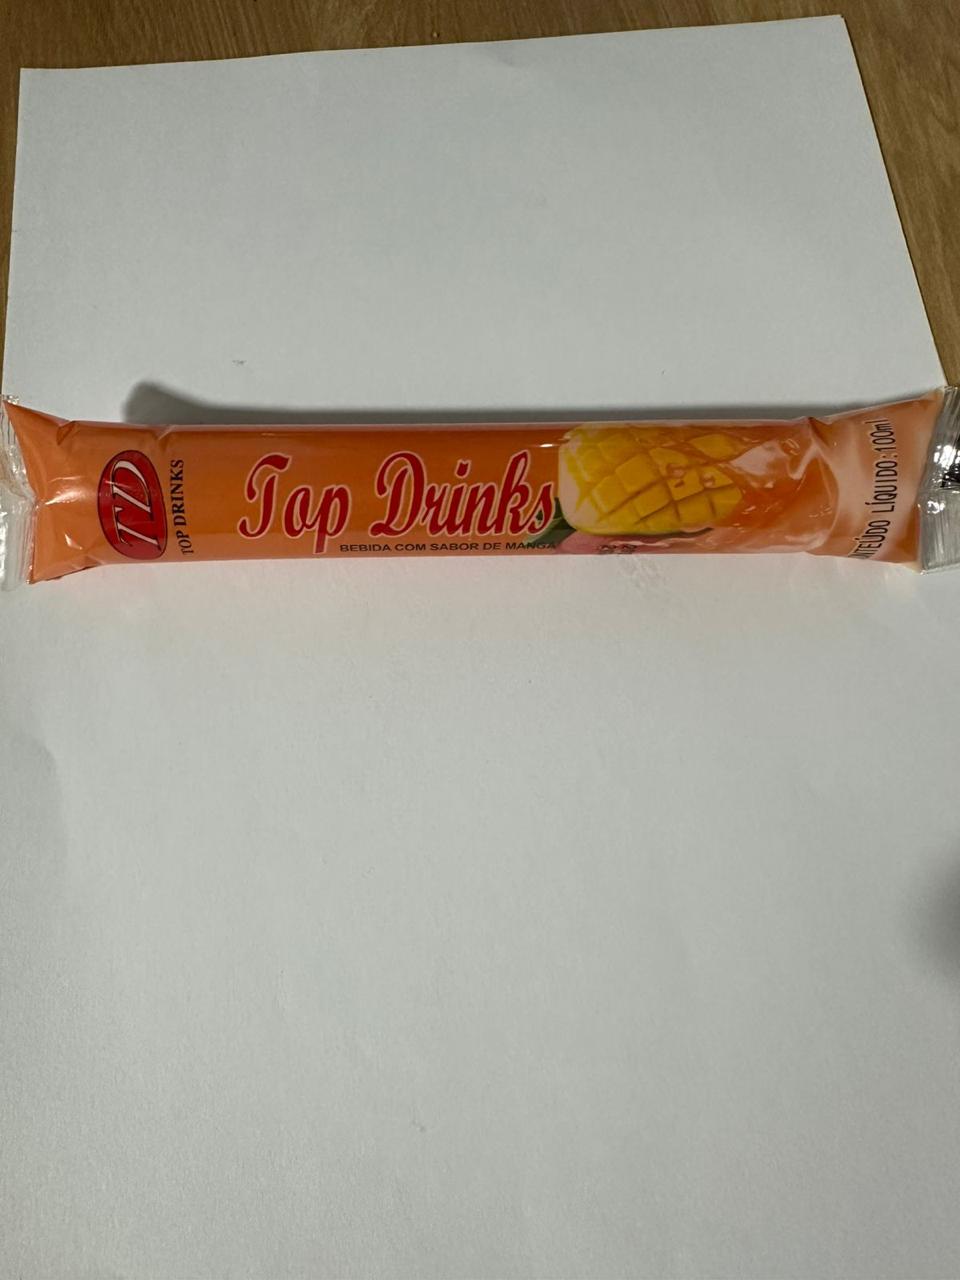 TD
TOP DRINKS
Top Drinks
BEBIDA COM SABOR DE MANGA
LÍQUIDO:100ml